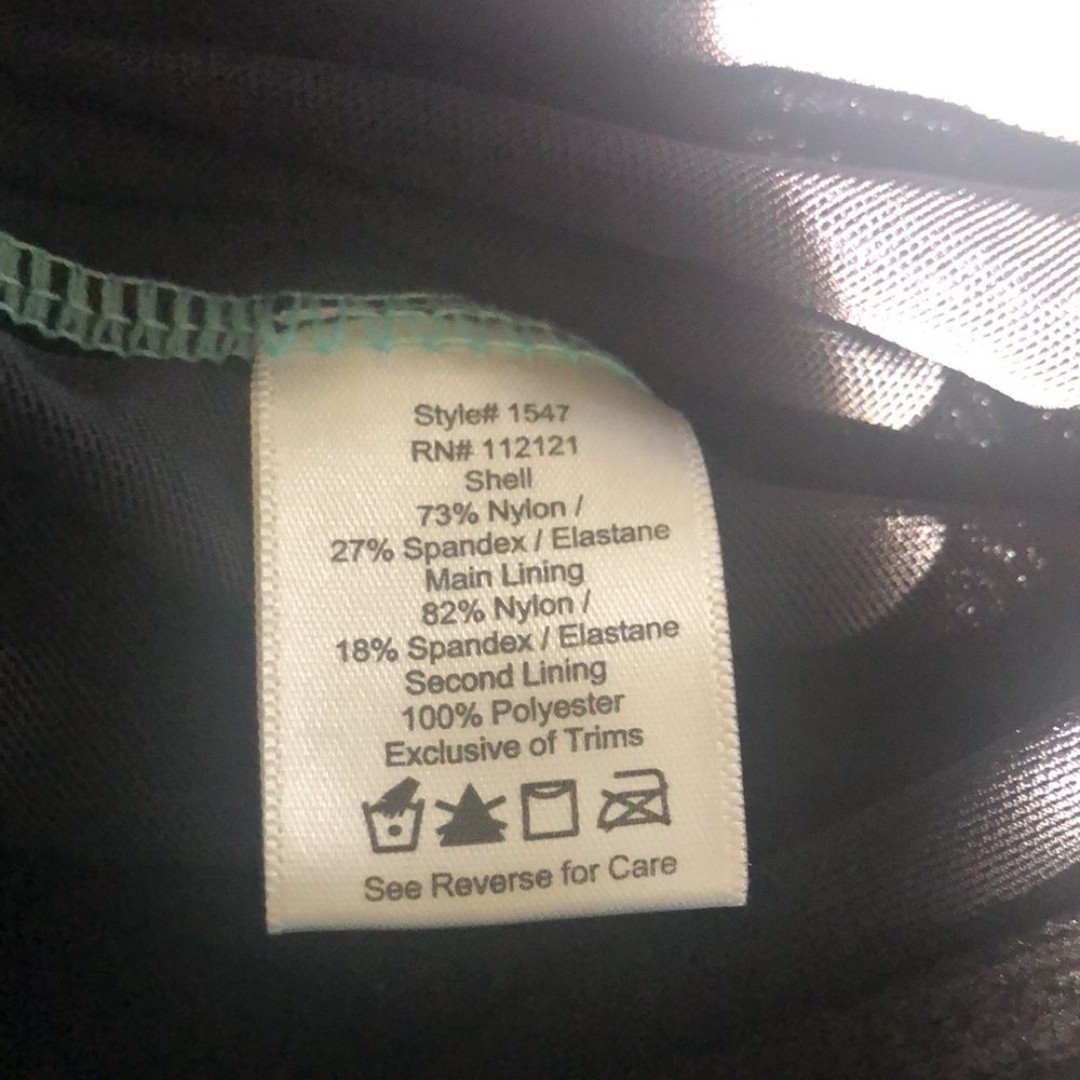 Style# 1547
RN# 112121
Shell
73% Nylon /
27% Spandex / Elastane
Main Lining
82% Nylon /
18% Spandex / Elastane
Second Lining
100% Polyester
Exclusive of Trims
See Reverse for Care